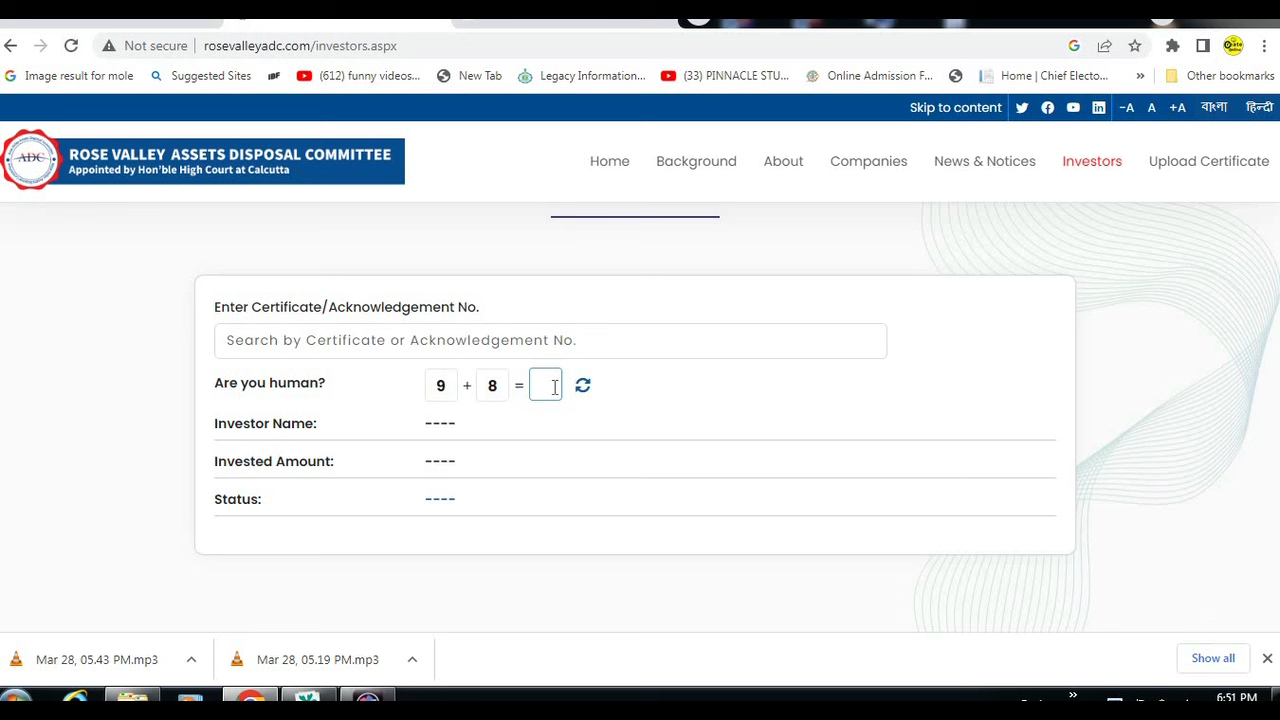 Not secure rosevalleyadc.com/investors.aspx
Image result for mole Suggested Sites (612) funny videos... New Tab Legacy Information... (33) PINNACLE STU... Online Admission F... Home | Chief Electo... » Other bookmarks
Skip to content -A A +A বাংলা हिन्दी
ADC
ROSE VALLEY ASSETS DISPOSAL COMMITTEE
Appointed by Hon'ble High Court at Calcutta
Home Background About Companies News & Notices Investors Upload Certificate
Enter Certificate/Acknowledgement No.
Search by Certificate or Acknowledgement No.
Are you human? 9 + 8 =
Investor Name: ----
Invested Amount: ----
Status: ----
Mar 28, 05.43 PM.mp3 Mar 28, 05.19 PM.mp3 Show all
» 6:51 PM